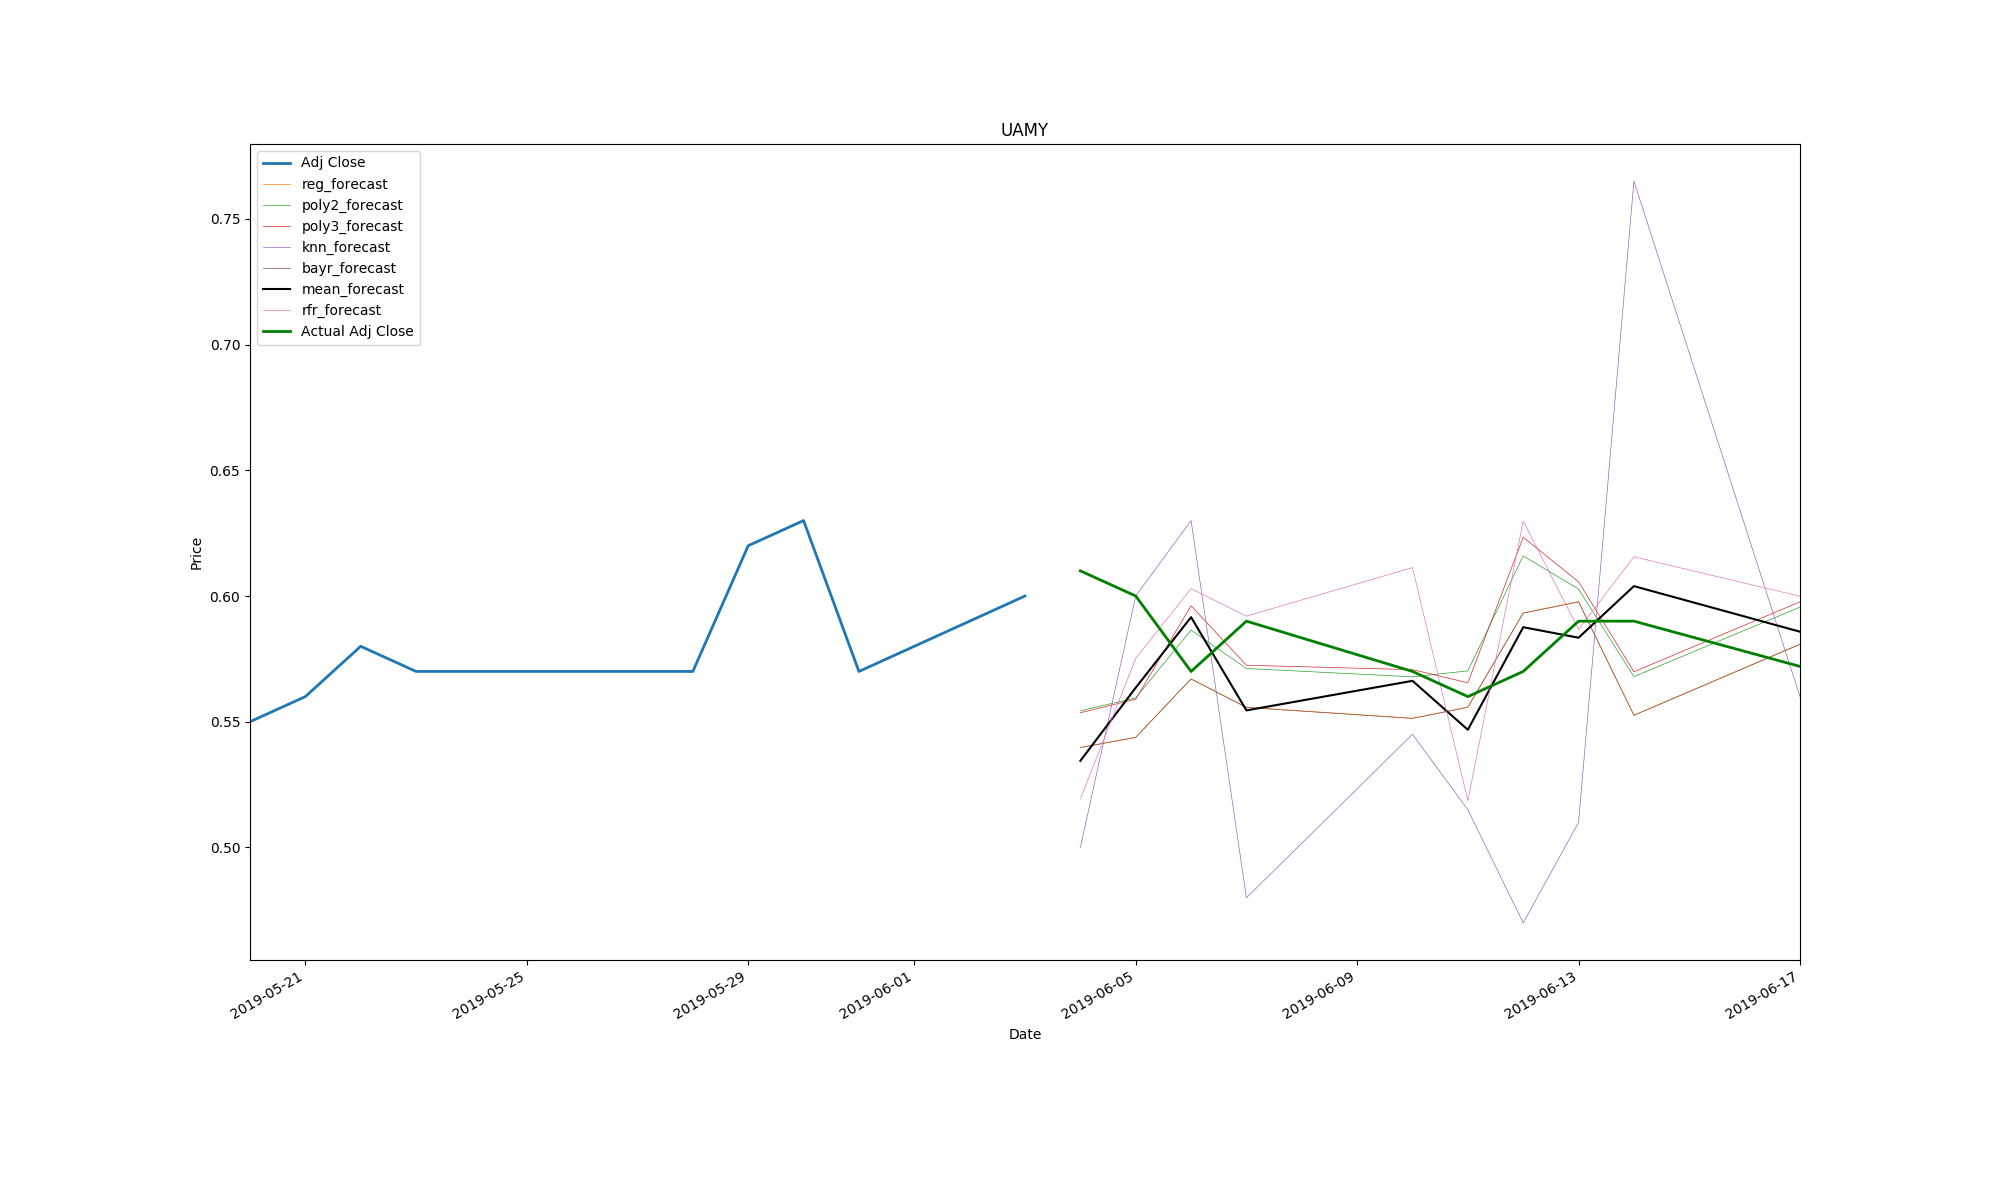 UAMY
Adj Close
reg_forecast
poly2_forecast
poly3_forecast
knn_forecast
bayr_forecast
mean_forecast
rfr_forecast
Actual Adj Close
0.75
0.70
0.65
0.60
0.55
0.50
Price
2019-05-21
2019-05-25
2019-05-29
2019-06-01
2019-06-05
2019-06-09
2019-06-13
2019-06-17
Date